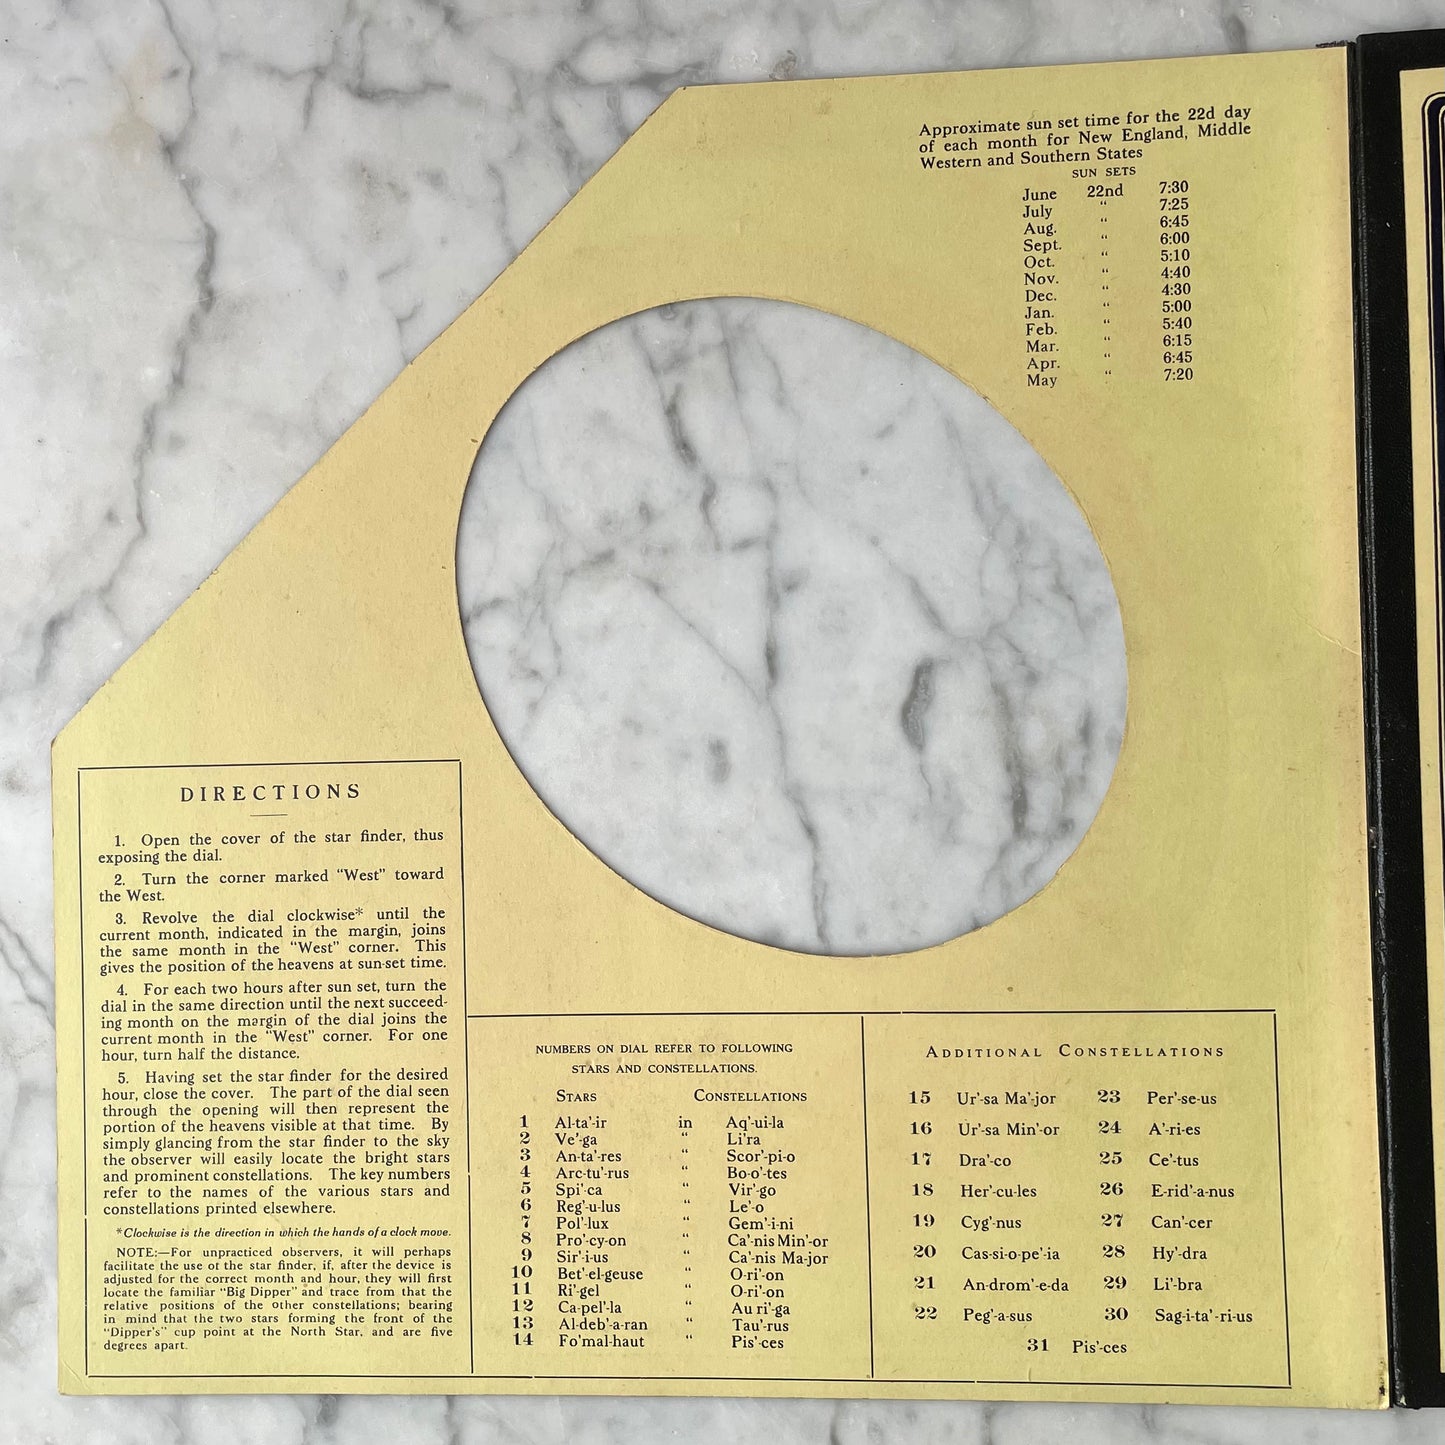 Approximate sun set time for the 22d day
of each month for New England, Middle
Western and Southern States
SUN SETS
June 22nd 7:30
July “ 7:25
Aug. “ 6:45
Sept. “ 6:00
Oct. “ 5:10
Nov. “ 4:40
Dec. “ 4:30
Jan. “ 5:00
Feb. “ 5:40
Mar. “ 6:15
Apr. “ 6:45
May “ 7:20
DIRECTIONS
1. Open the cover of the star finder, thus
exposing the dial.
2. Turn the corner marked “West” toward
the West.
3. Revolve the dial clockwise* until the
current month, indicated in the margin, joins
the same month in the “West” corner. This
gives the position of the heavens at sun-set time.
4. For each two hours after sun set, turn the
dial in the same direction until the next succeed-
ing month on the margin of the dial joins the
current month in the “West” corner. For one
hour, turn half the distance.
5. Having set the star finder for the desired
hour, close the cover. The part of the dial seen
through the opening will then represent the
portion of the heavens visible at that time. By
simply glancing from the star finder to the sky
the observer will easily locate the bright stars
and prominent constellations. The key numbers
refer to the names of the various stars and
constellations printed elsewhere.
*Clockwise is the direction in which the hands of a clock move.
NOTE:—For unpracticed observers, it will perhaps
facilitate the use of the star finder, if, after the device is
adjusted for the correct month and hour, they will first
locate the familiar “Big Dipper” and trace from that the
relative positions of the other constellations; bearing
in mind that the two stars forming the front of the
“Dipper’s” cup point at the North Star, and are five
degrees apart.
NUMBERS ON DIAL REFER TO FOLLOWING
STARS AND CONSTELLATIONS.
STARS CONSTELLATIONS
1 Al-ta'-ir in Aq'-ui-la
2 Ve'-ga “ Li'ra
3 An-ta'-res “ Scor'-pi-o
4 Arc-tu'-rus “ Bo-o'-tes
5 Spi'-ca “ Vir'-go
6 Reg'-u-lus “ Le'-o
7 Pol'-lux “ Gem'-i-ni
8 Pro'-cy-on “ Ca'-nis Min'-or
9 Sir'-i-us “ Ca'-nis Ma-jor
10 Bet'-el-geuse “ O-ri'-on
11 Ri'-gel “ O-ri'-on
12 Ca-pel'-la “ Au ri'-ga
13 Al-deb'-a-ran “ Tau'-rus
14 Fo'mal-haut “ Pis'-ces
ADDITIONAL CONSTELLATIONS
15 Ur'-sa Ma'-jor 23 Per'-se-us
16 Ur'-sa Min'-or 24 A'-ri-es
17 Dra'-co 25 Ce'-tus
18 Her'-cu-les 26 E-rid'-a-nus
19 Cyg'-nus 27 Can'-cer
20 Cas-si-o-pe'-ia 28 Hy'-dra
21 An-drom'-e-da 29 Li'-bra
22 Peg'-a-sus 30 Sag-i-ta'-ri-us
31 Pis'-ces